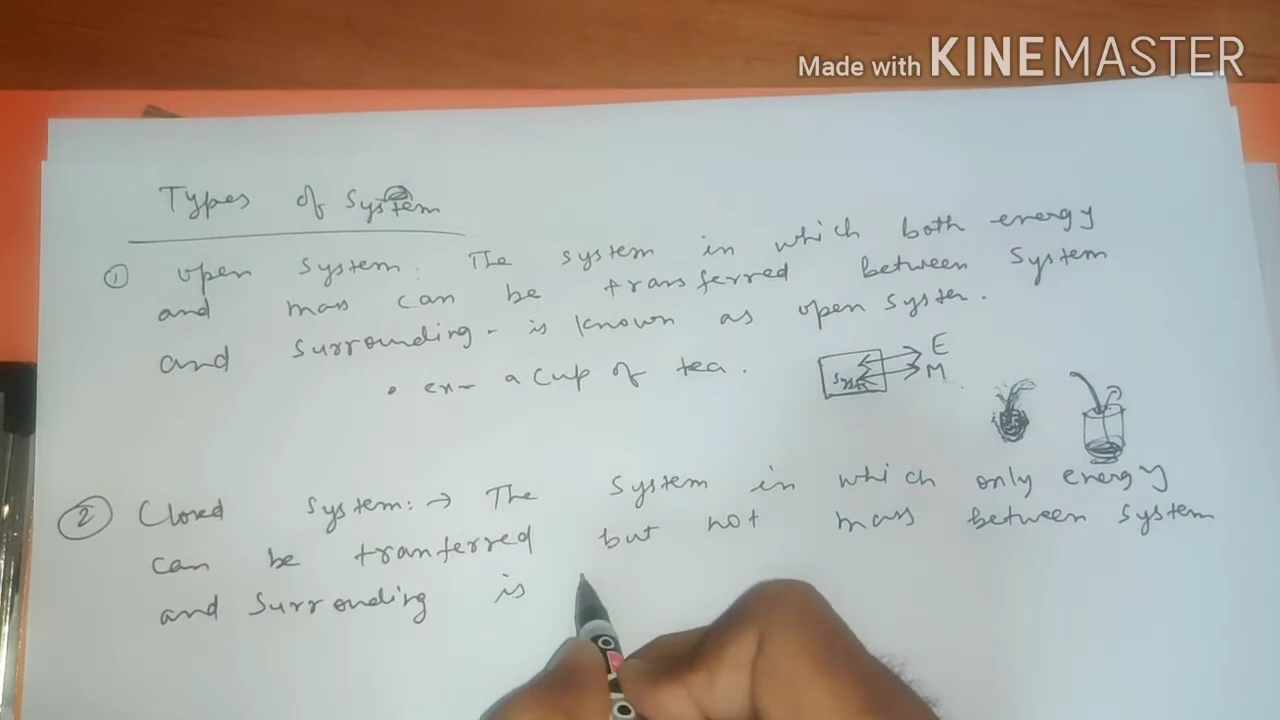 Made with KINEMASTER
Types of System
① open system: The system in which both energy
and mass can be transferred between System
and surrounding - is known as open system.
• ex- a cup of tea.
E
M
Syst
② Closed System:→ The System in which only energy
can be tranferred but not mass between system
and Surronding is